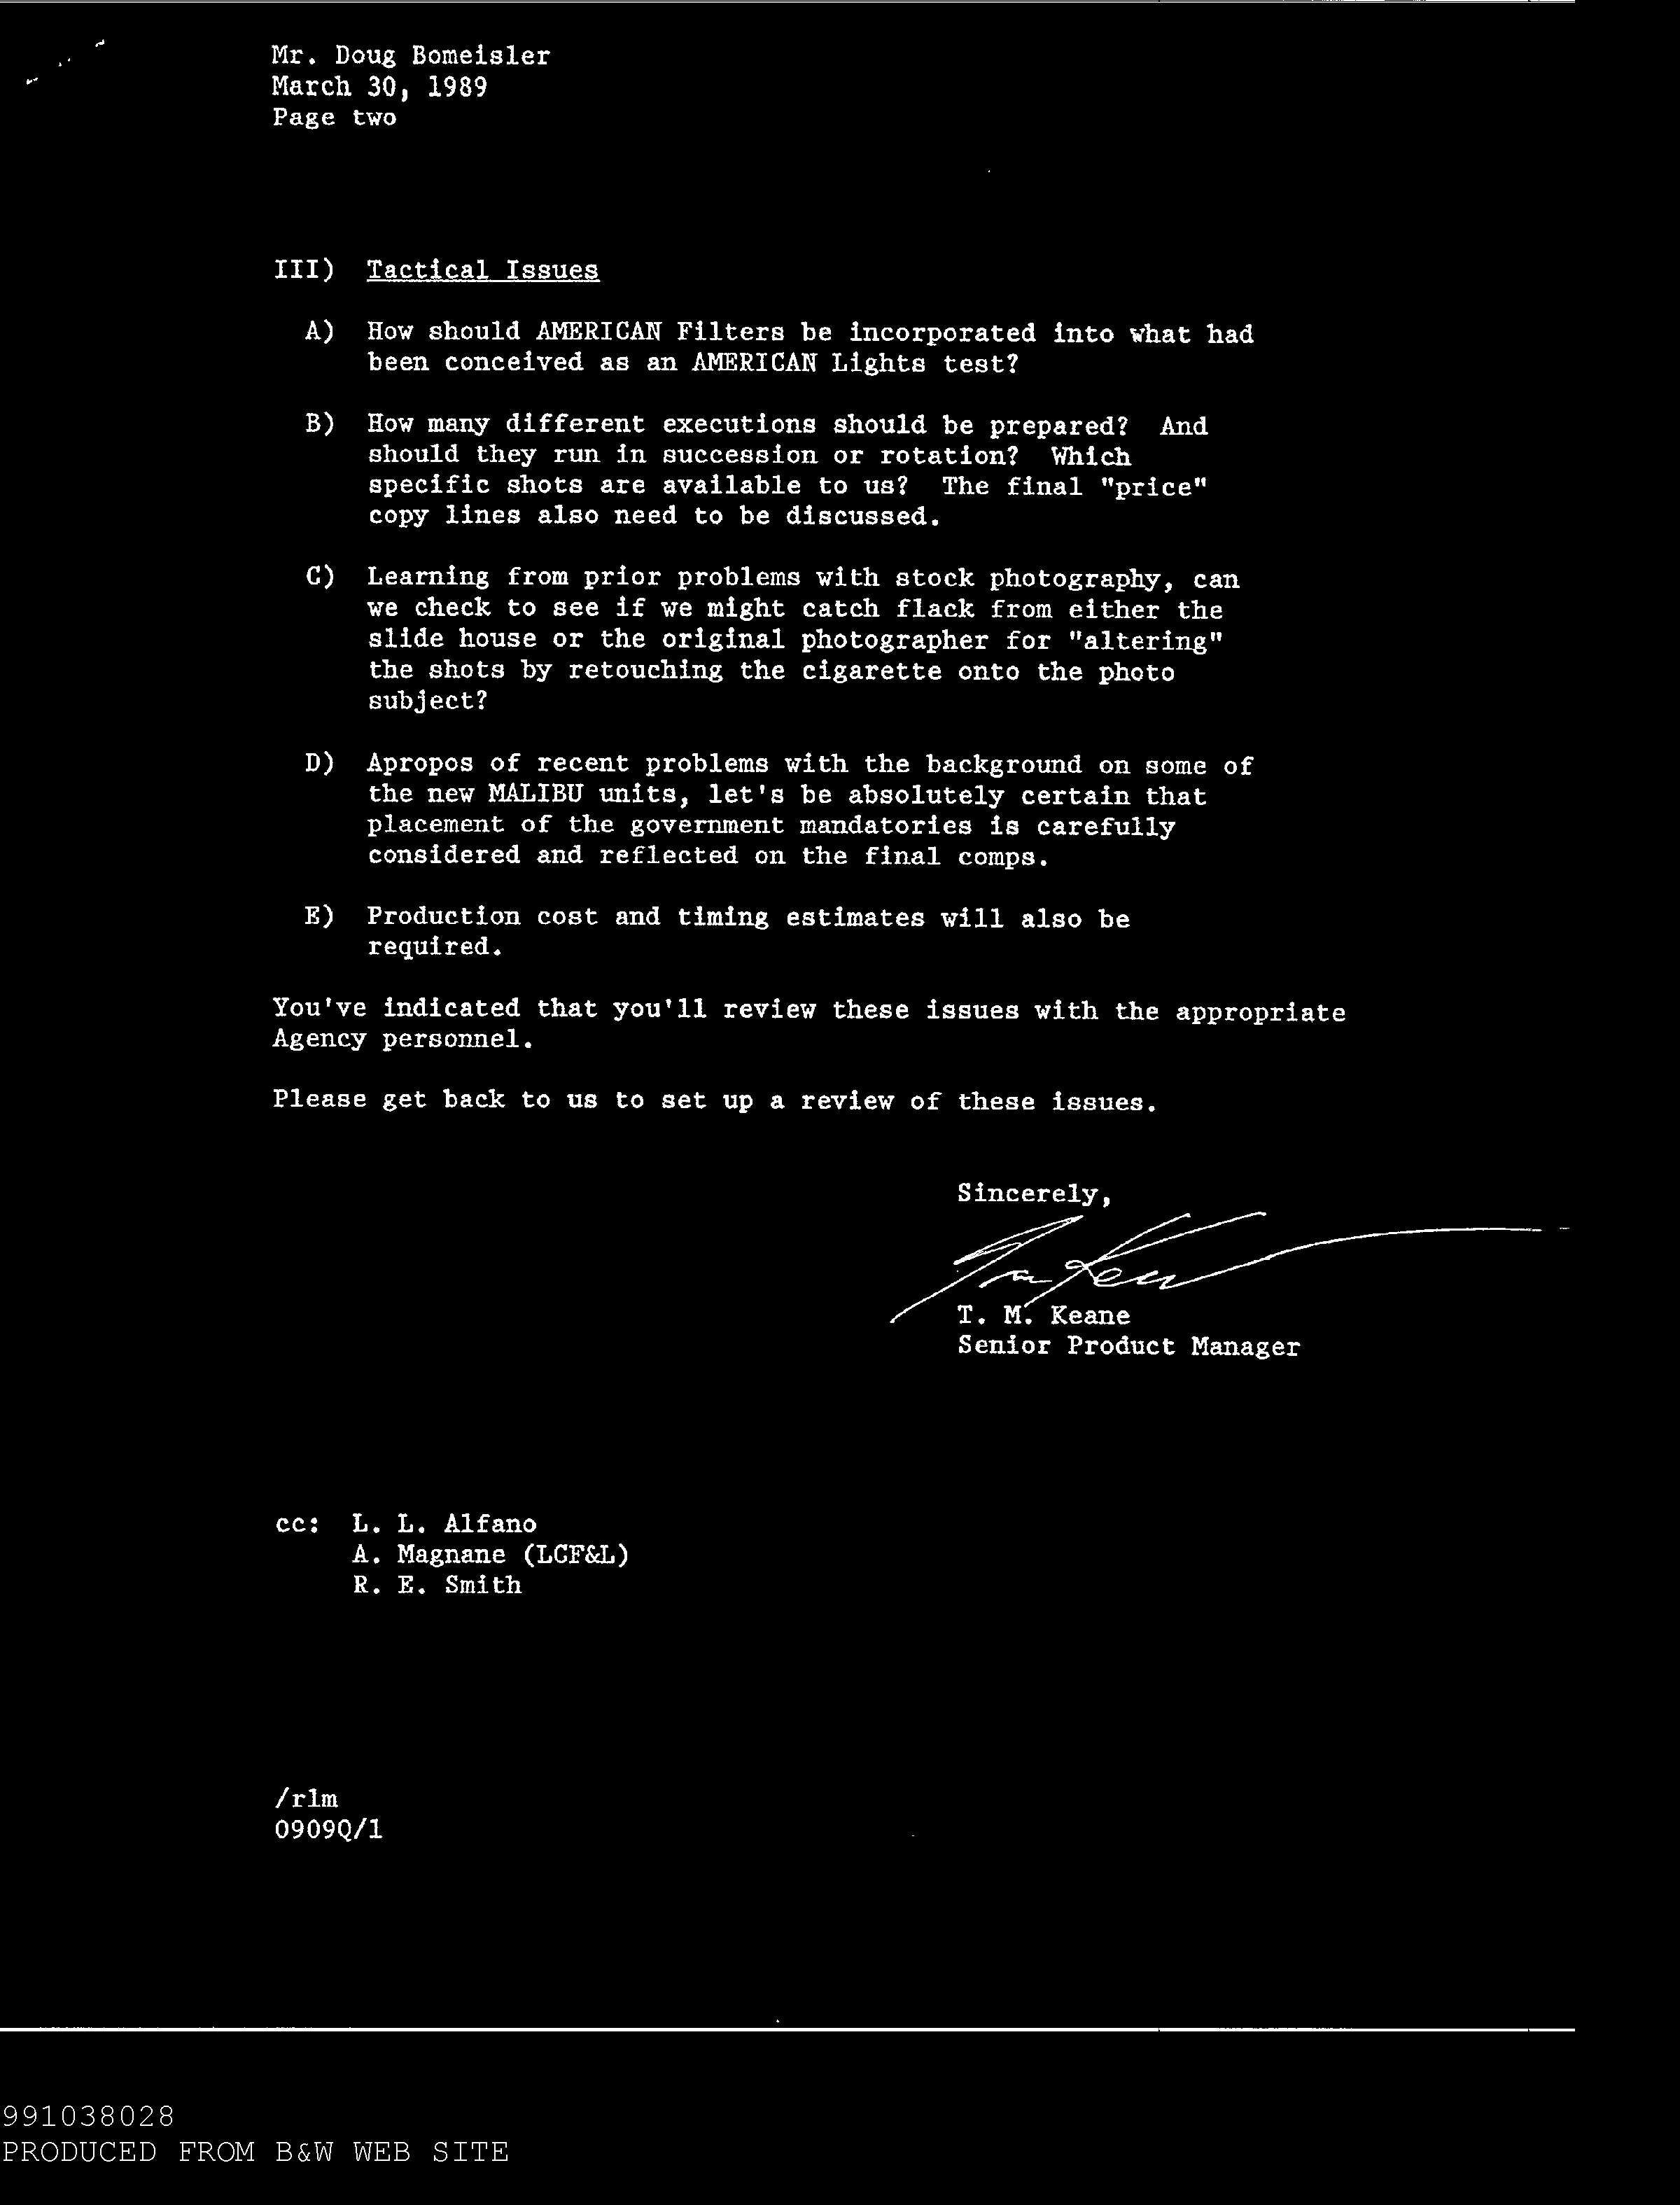 Mr. Doug Bomeisler
March 30, 1989
Page two
III) Tactical Issues
A) How should AMERICAN Filters be incorporated into what had
been conceived as an AMERICAN Lights test?
B) How many different executions should be prepared? And
should they run in succession or rotation? Which
specific shots are available to us? The final "price"
copy lines also need to be discussed.
C) Learning from prior problems with stock photography, can
we check to see if we might catch flack from either the
slide house or the original photographer for "altering"
the shots by retouching the cigarette onto the photo
subject?
D) Apropos of recent problems with the background on some of
the new MALIBU units, let's be absolutely certain that
placement of the government mandatories is carefully
considered and reflected on the final comps.
E) Production cost and timing estimates will also be
required.
You've indicated that you'll review these issues with the appropriate
Agency personnel.
Please get back to us to set up a review of these issues.
Sincerely,
T. M. Keane
Senior Product Manager
cc: L. L. Alfano
A. Magnane (LCF&L)
R. E. Smith
/rlm
0909Q/1
991038028
PRODUCED FROM B&W WEB SITE